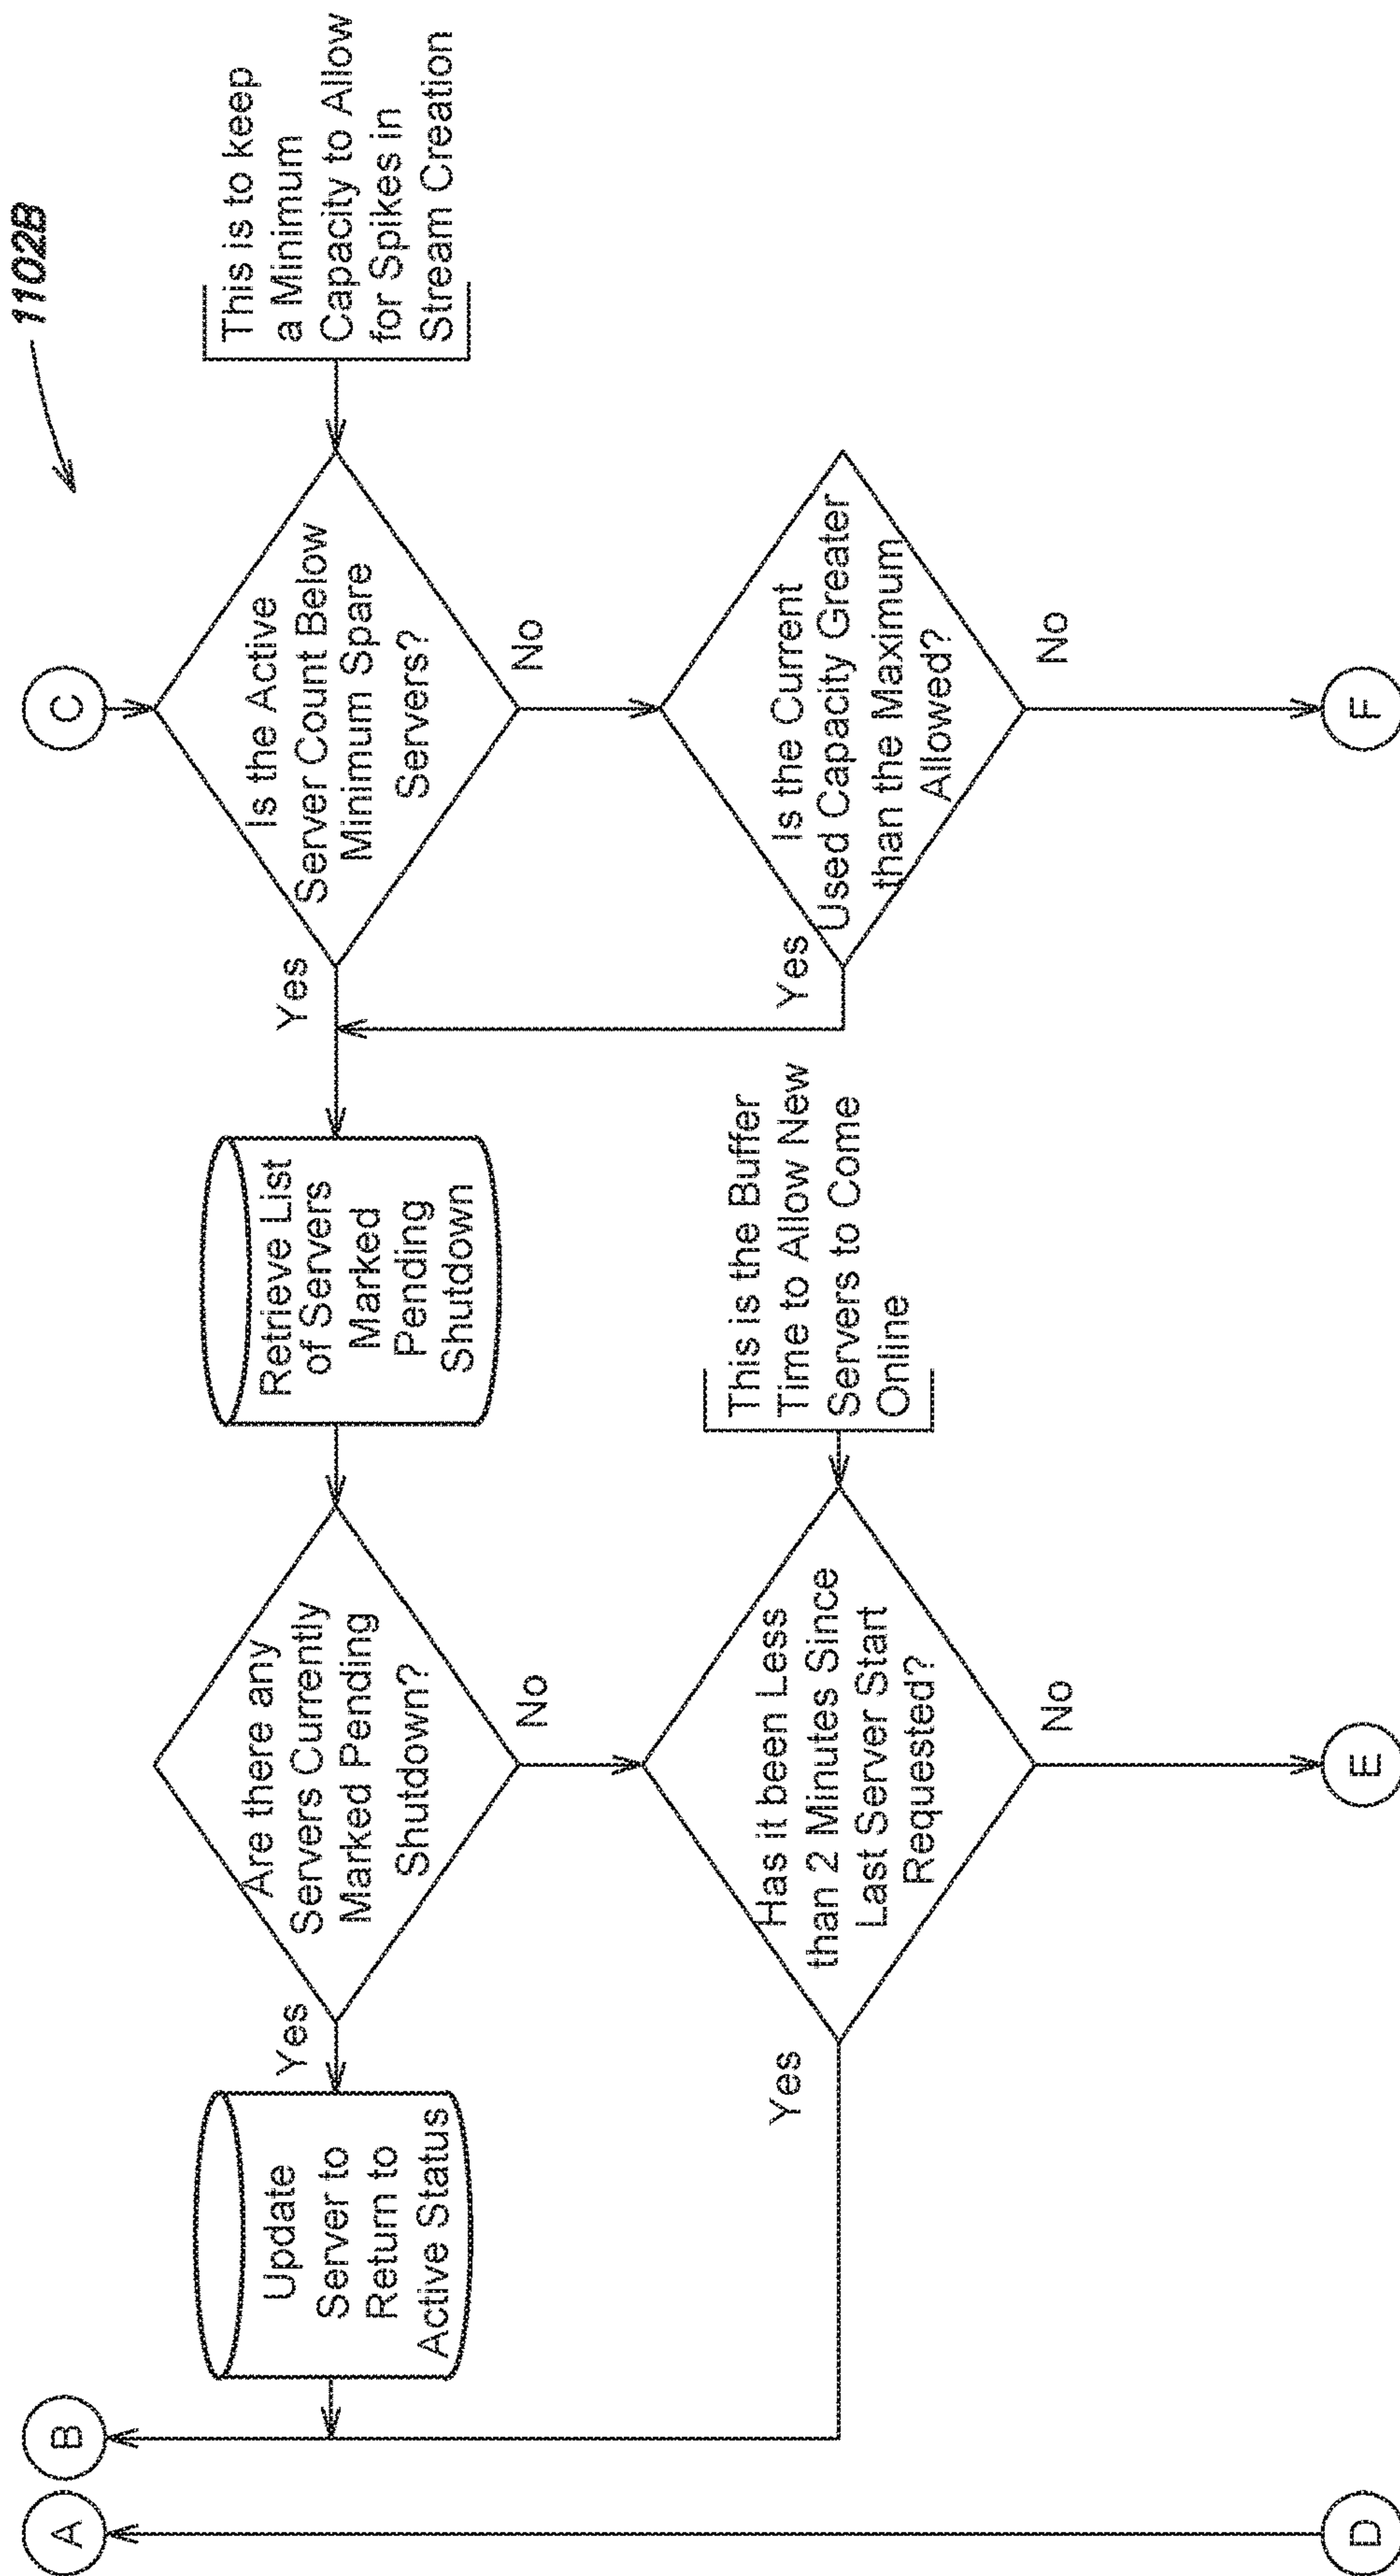 1102B
A
B
C
Update
Server to
Return to
Active Status
Yes
Are there any
Servers Currently
Marked Pending
Shutdown?
No
Retrieve List
of Servers
Marked
Pending
Shutdown
Yes
Is the Active
Server Count Below
Minimum Spare
Servers?
No
This is to keep
a Minimum
Capacity to Allow
for Spikes in
Stream Creation
Yes
Has it been Less
than 2 Minutes Since
Last Server Start
Requested?
No
This is the Buffer
Time to Allow New
Servers to Come
Online
Yes
Is the Current
Used Capacity Greater
than the Maximum
Allowed?
No
D
E
F